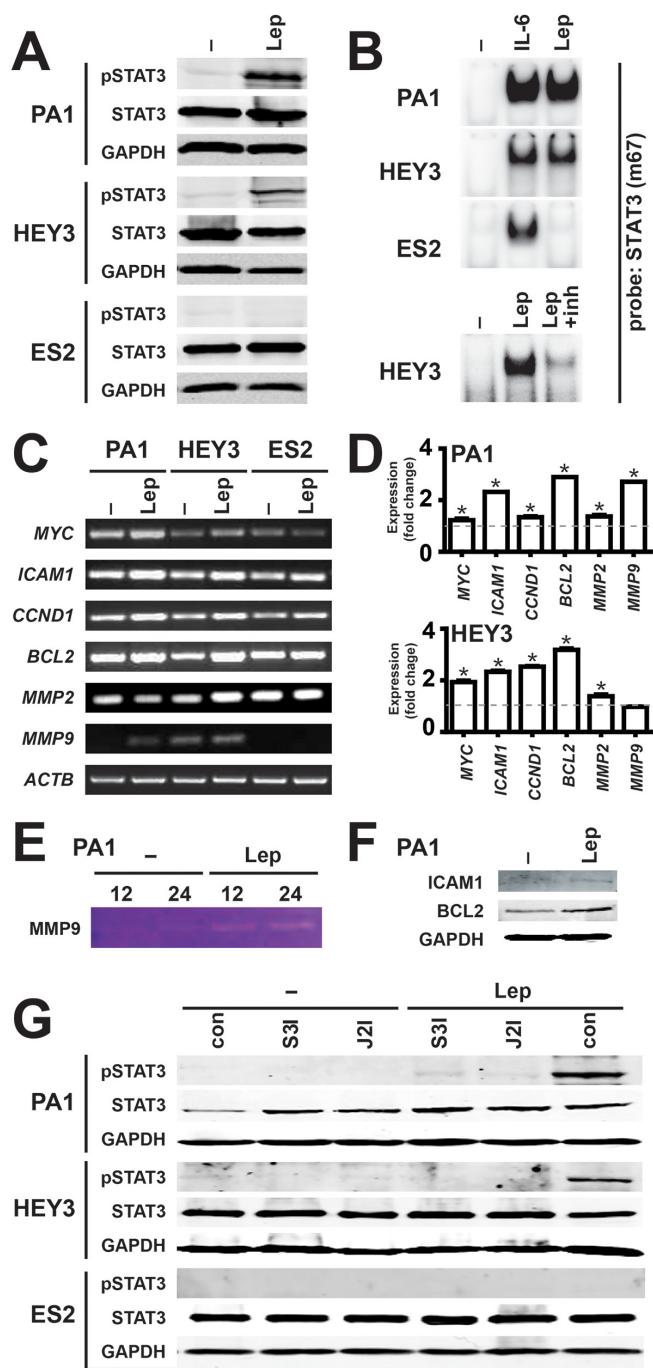 A
– Lep
PA1
pSTAT3
STAT3
GAPDH
HEY3
pSTAT3
STAT3
GAPDH
ES2
pSTAT3
STAT3
GAPDH
B
– IL-6 Lep
PA1
HEY3
ES2
– Lep Lep +inh
HEY3
probe: STAT3 (m67)
C
PA1 HEY3 ES2
– Lep – Lep – Lep
MYC
ICAM1
CCND1
BCL2
MMP2
MMP9
ACTB
D
PA1
Expression
(fold change)
4
2
0
* * * * * *
MYC ICAM1 CCND1 BCL2 MMP2 MMP9
HEY3
Expression
(fold chage)
4
2
0
* * * * *
MYC ICAM1 CCND1 BCL2 MMP2 MMP9
E
PA1
– Lep
12 24 12 24
MMP9
F
PA1
– Lep
ICAM1
BCL2
GAPDH
G
– Lep
con S3I J2I S3I J2I con
PA1
pSTAT3
STAT3
GAPDH
HEY3
pSTAT3
STAT3
GAPDH
ES2
pSTAT3
STAT3
GAPDH